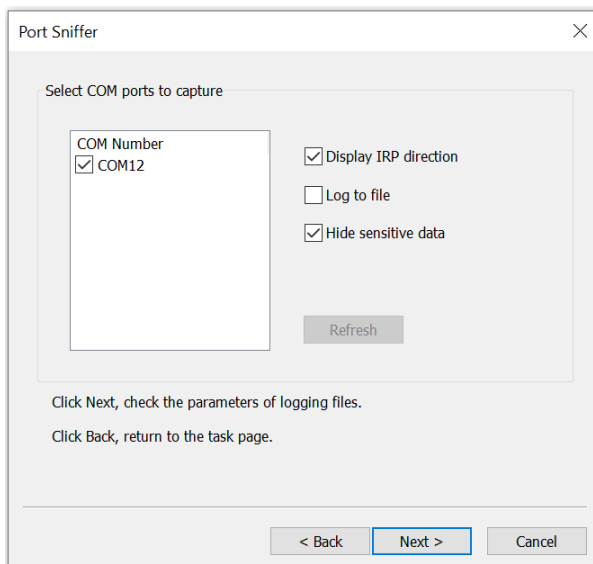 Port Sniffer
Select COM ports to capture
COM Number
COM12
Display IRP direction
Log to file
Hide sensitive data
Refresh
Click Next, check the parameters of logging files.
Click Back, return to the task page.
< Back
Next >
Cancel